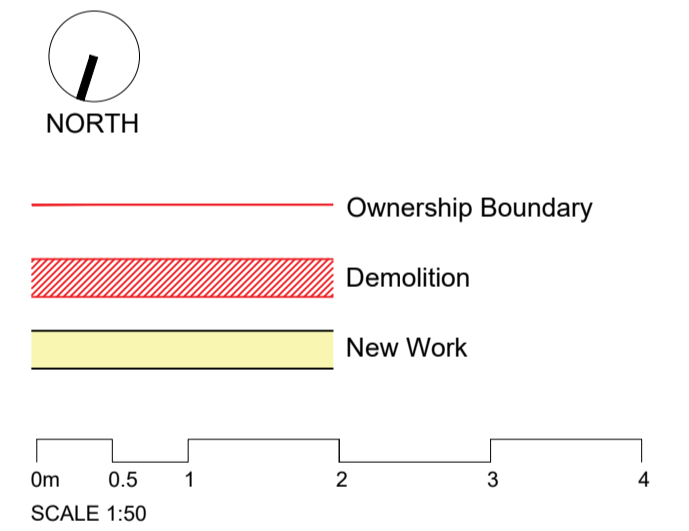 NORTH
Ownership Boundary
Demolition
New Work
0m 0.5 1 2 3 4
SCALE 1:50